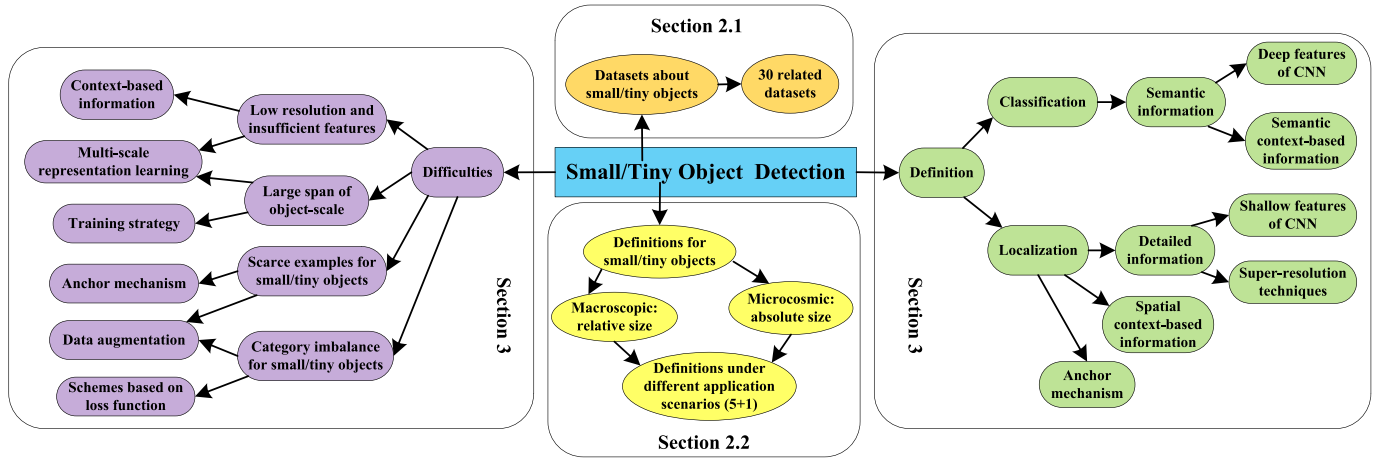 Section 2.1
Datasets about
small/tiny objects
30 related
datasets
Small/Tiny Object Detection
Definitions for
small/tiny objects
Macroscopic:
relative size
Microcosmic:
absolute size
Definitions under
different application
scenarios (5+1)
Section 2.2
Difficulties
Low resolution and
insufficient features
Context-based
information
Multi-scale
representation learning
Large span of
object-scale
Training strategy
Scarce examples for
small/tiny objects
Anchor mechanism
Data augmentation
Category imbalance
for small/tiny objects
Schemes based on
loss function
Section 3
Definition
Classification
Semantic
information
Deep features
of CNN
Semantic
context-based
information
Localization
Detailed
information
Shallow features
of CNN
Super-resolution
techniques
Spatial
context-based
information
Anchor
mechanism
Section 3